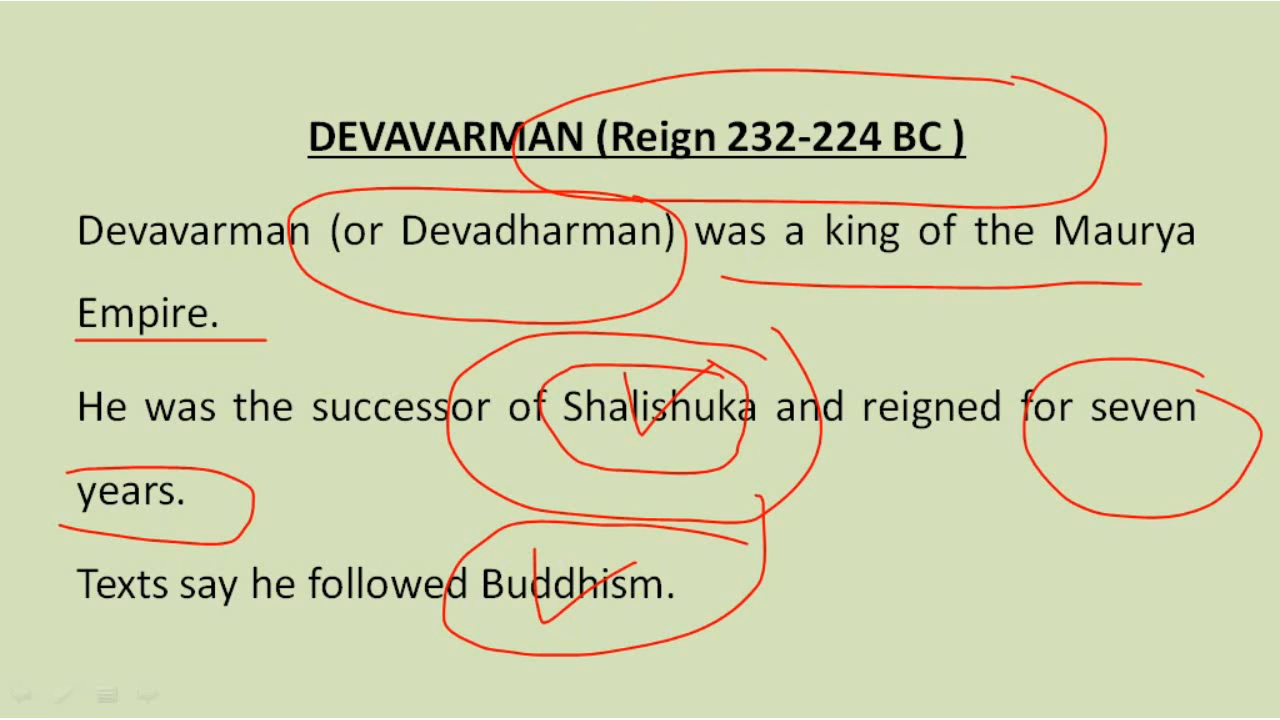 DEVAVARMAN (Reign 232-224 BC )
Devavarman (or Devadharman) was a king of the Maurya
Empire.
He was the successor of Shalishuka and reigned for seven
years.
Texts say he followed Buddhism.